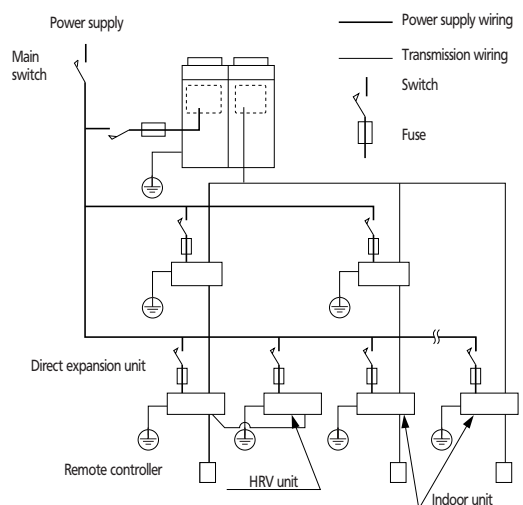 Power supply
Main
switch
Power supply wiring
Transmission wiring
Switch
Fuse
Direct expansion unit
Remote controller
HRV unit
Indoor unit